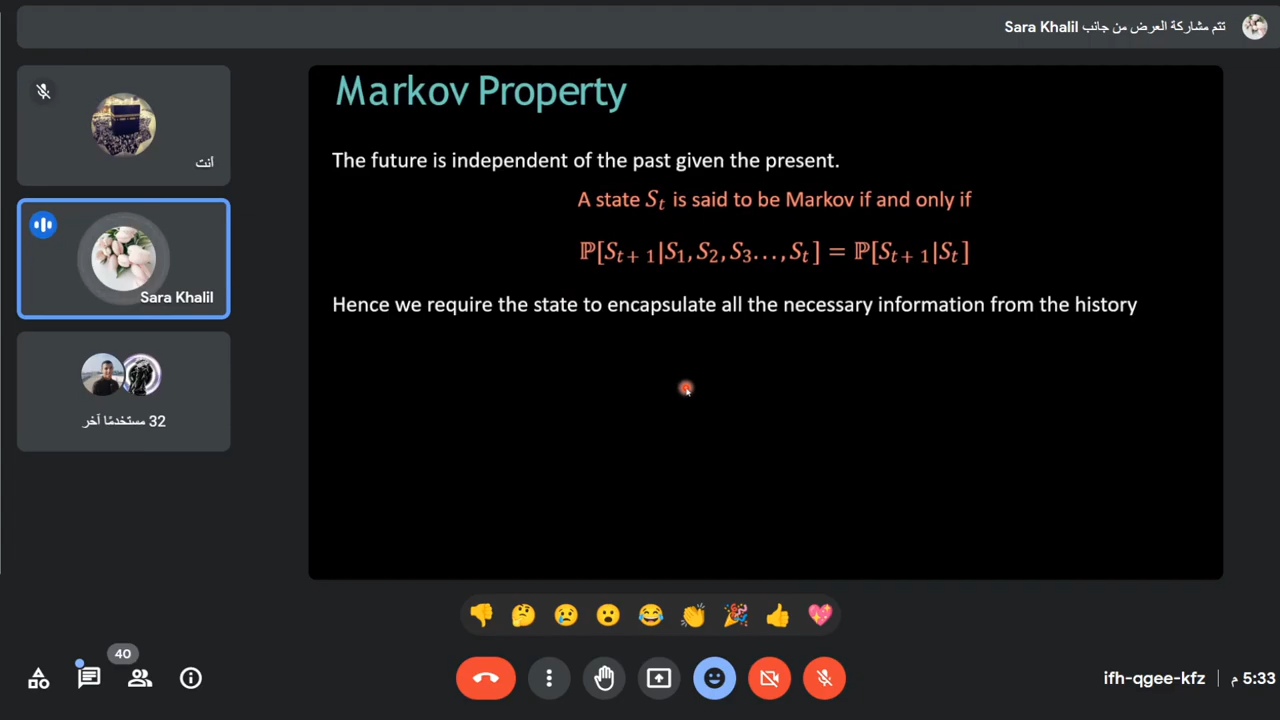 تتم مشاركة العرض من جانب Sara Khalil
انت
Sara Khalil
32 مستخدمًا آخر
Markov Property
The future is independent of the past given the present.
A state Sₜ is said to be Markov if and only if
ℙ[Sₜ₊₁|S₁, S₂, S₃…, Sₜ] = ℙ[Sₜ₊₁|Sₜ]
Hence we require the state to encapsulate all the necessary information from the history
40
ifh-qgee-kfz | 5:33 م